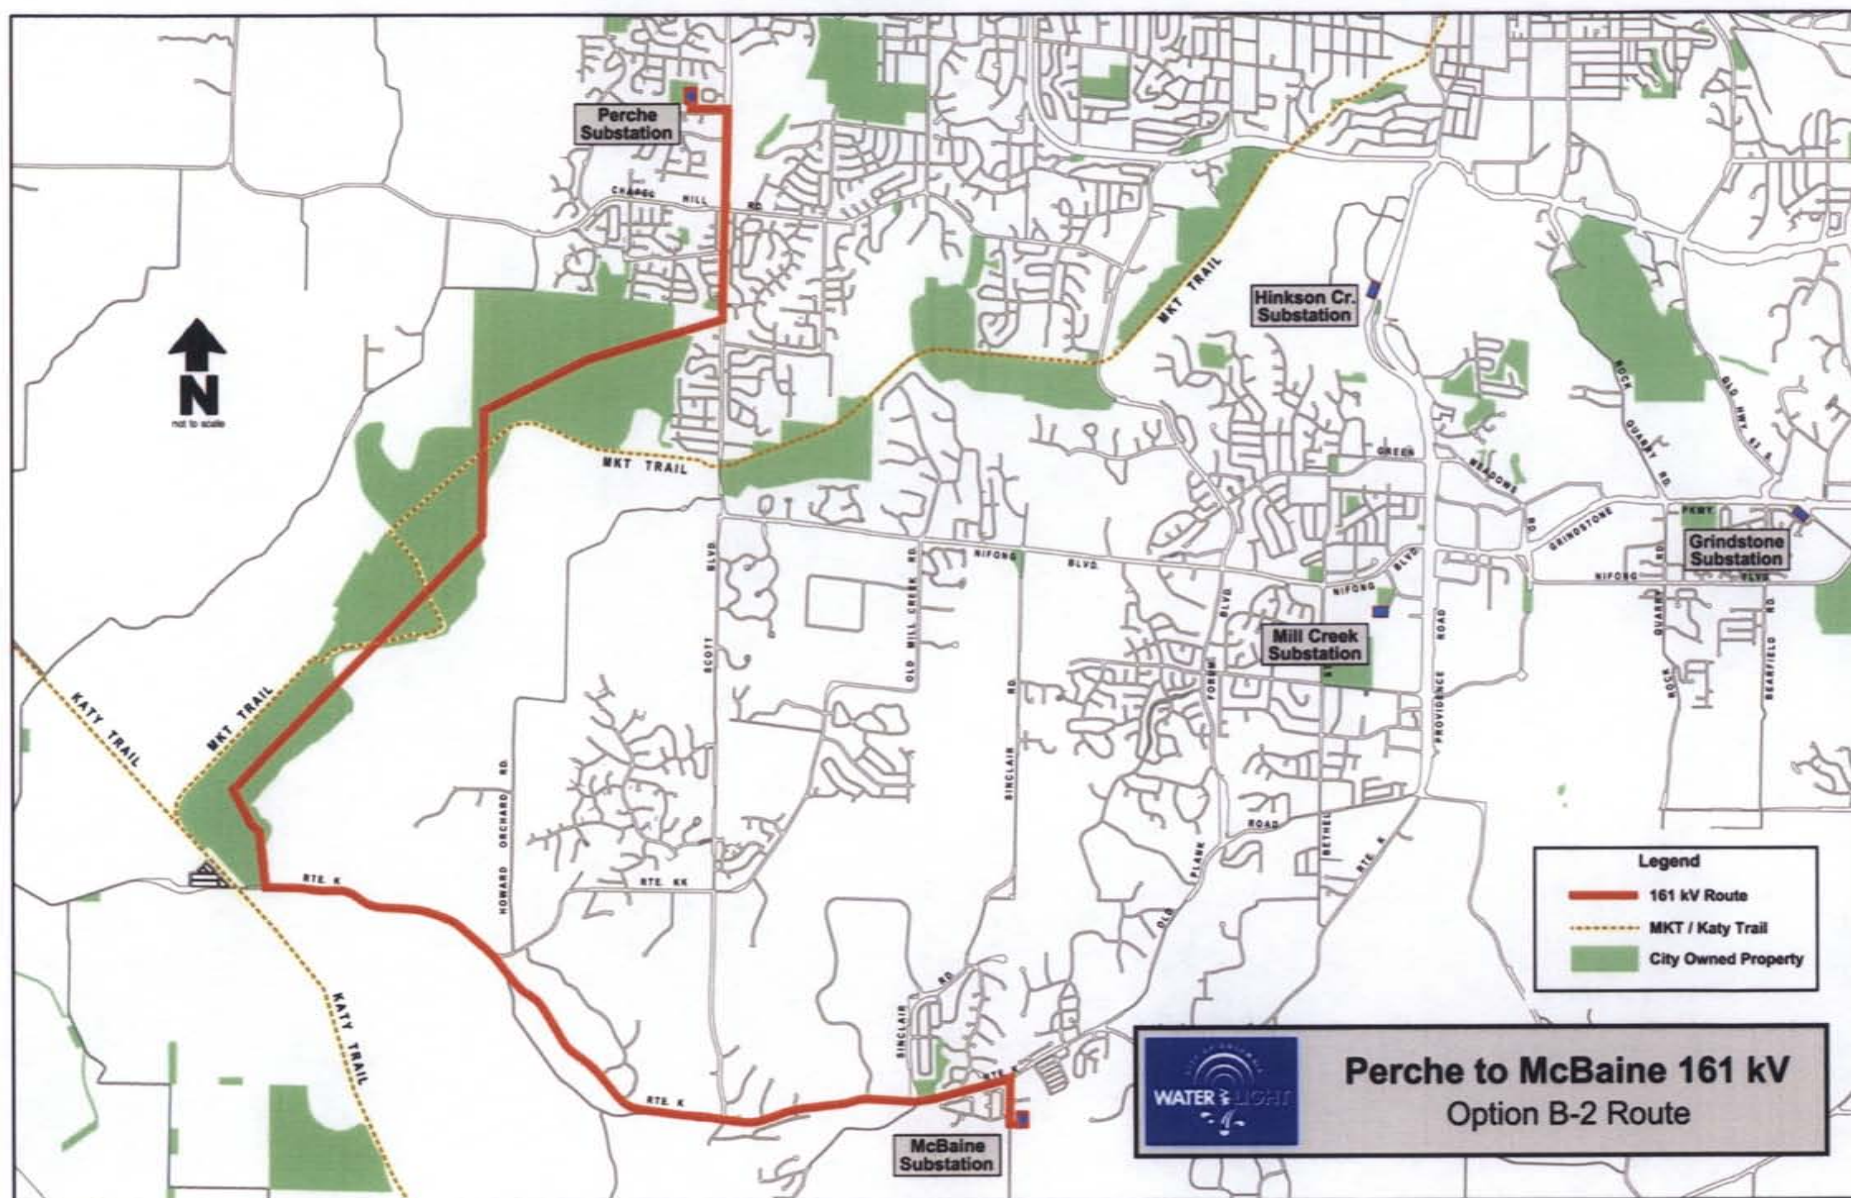 Perche
Substation
CHAPEL HILL RD.
MKT TRAIL
Hinkson Cr.
Substation
N
not to scale
ROCK QUARRY RD.
OLD HWY 63 S.
MKT TRAIL
GREEN MEADOWS RD
GRINDSTONE PKWY.
Grindstone
Substation
NIFONG BLVD.
NIFONG BLVD.
NIFONG BLVD.
SCOTT BLVD.
OLD MILL CREEK RD.
FORUM BLVD.
Mill Creek
Substation
PROVIDENCE ROAD
ROCK QUARRY RD
BEARFIELD RD.
KATY TRAIL
MKT TRAIL
HOWARD ORCHARD RD.
SINCLAIR RD.
OLD PLANK ROAD
BETHEL
RTE. K
RTE. K
RTE. KK
SINCLAIR RD.
KATY TRAIL
RTE. K
RTE. K
McBaine
Substation
Legend
161 kV Route
MKT / Katy Trail
City Owned Property
WATER & LIGHT
Perche to McBaine 161 kV
Option B-2 Route